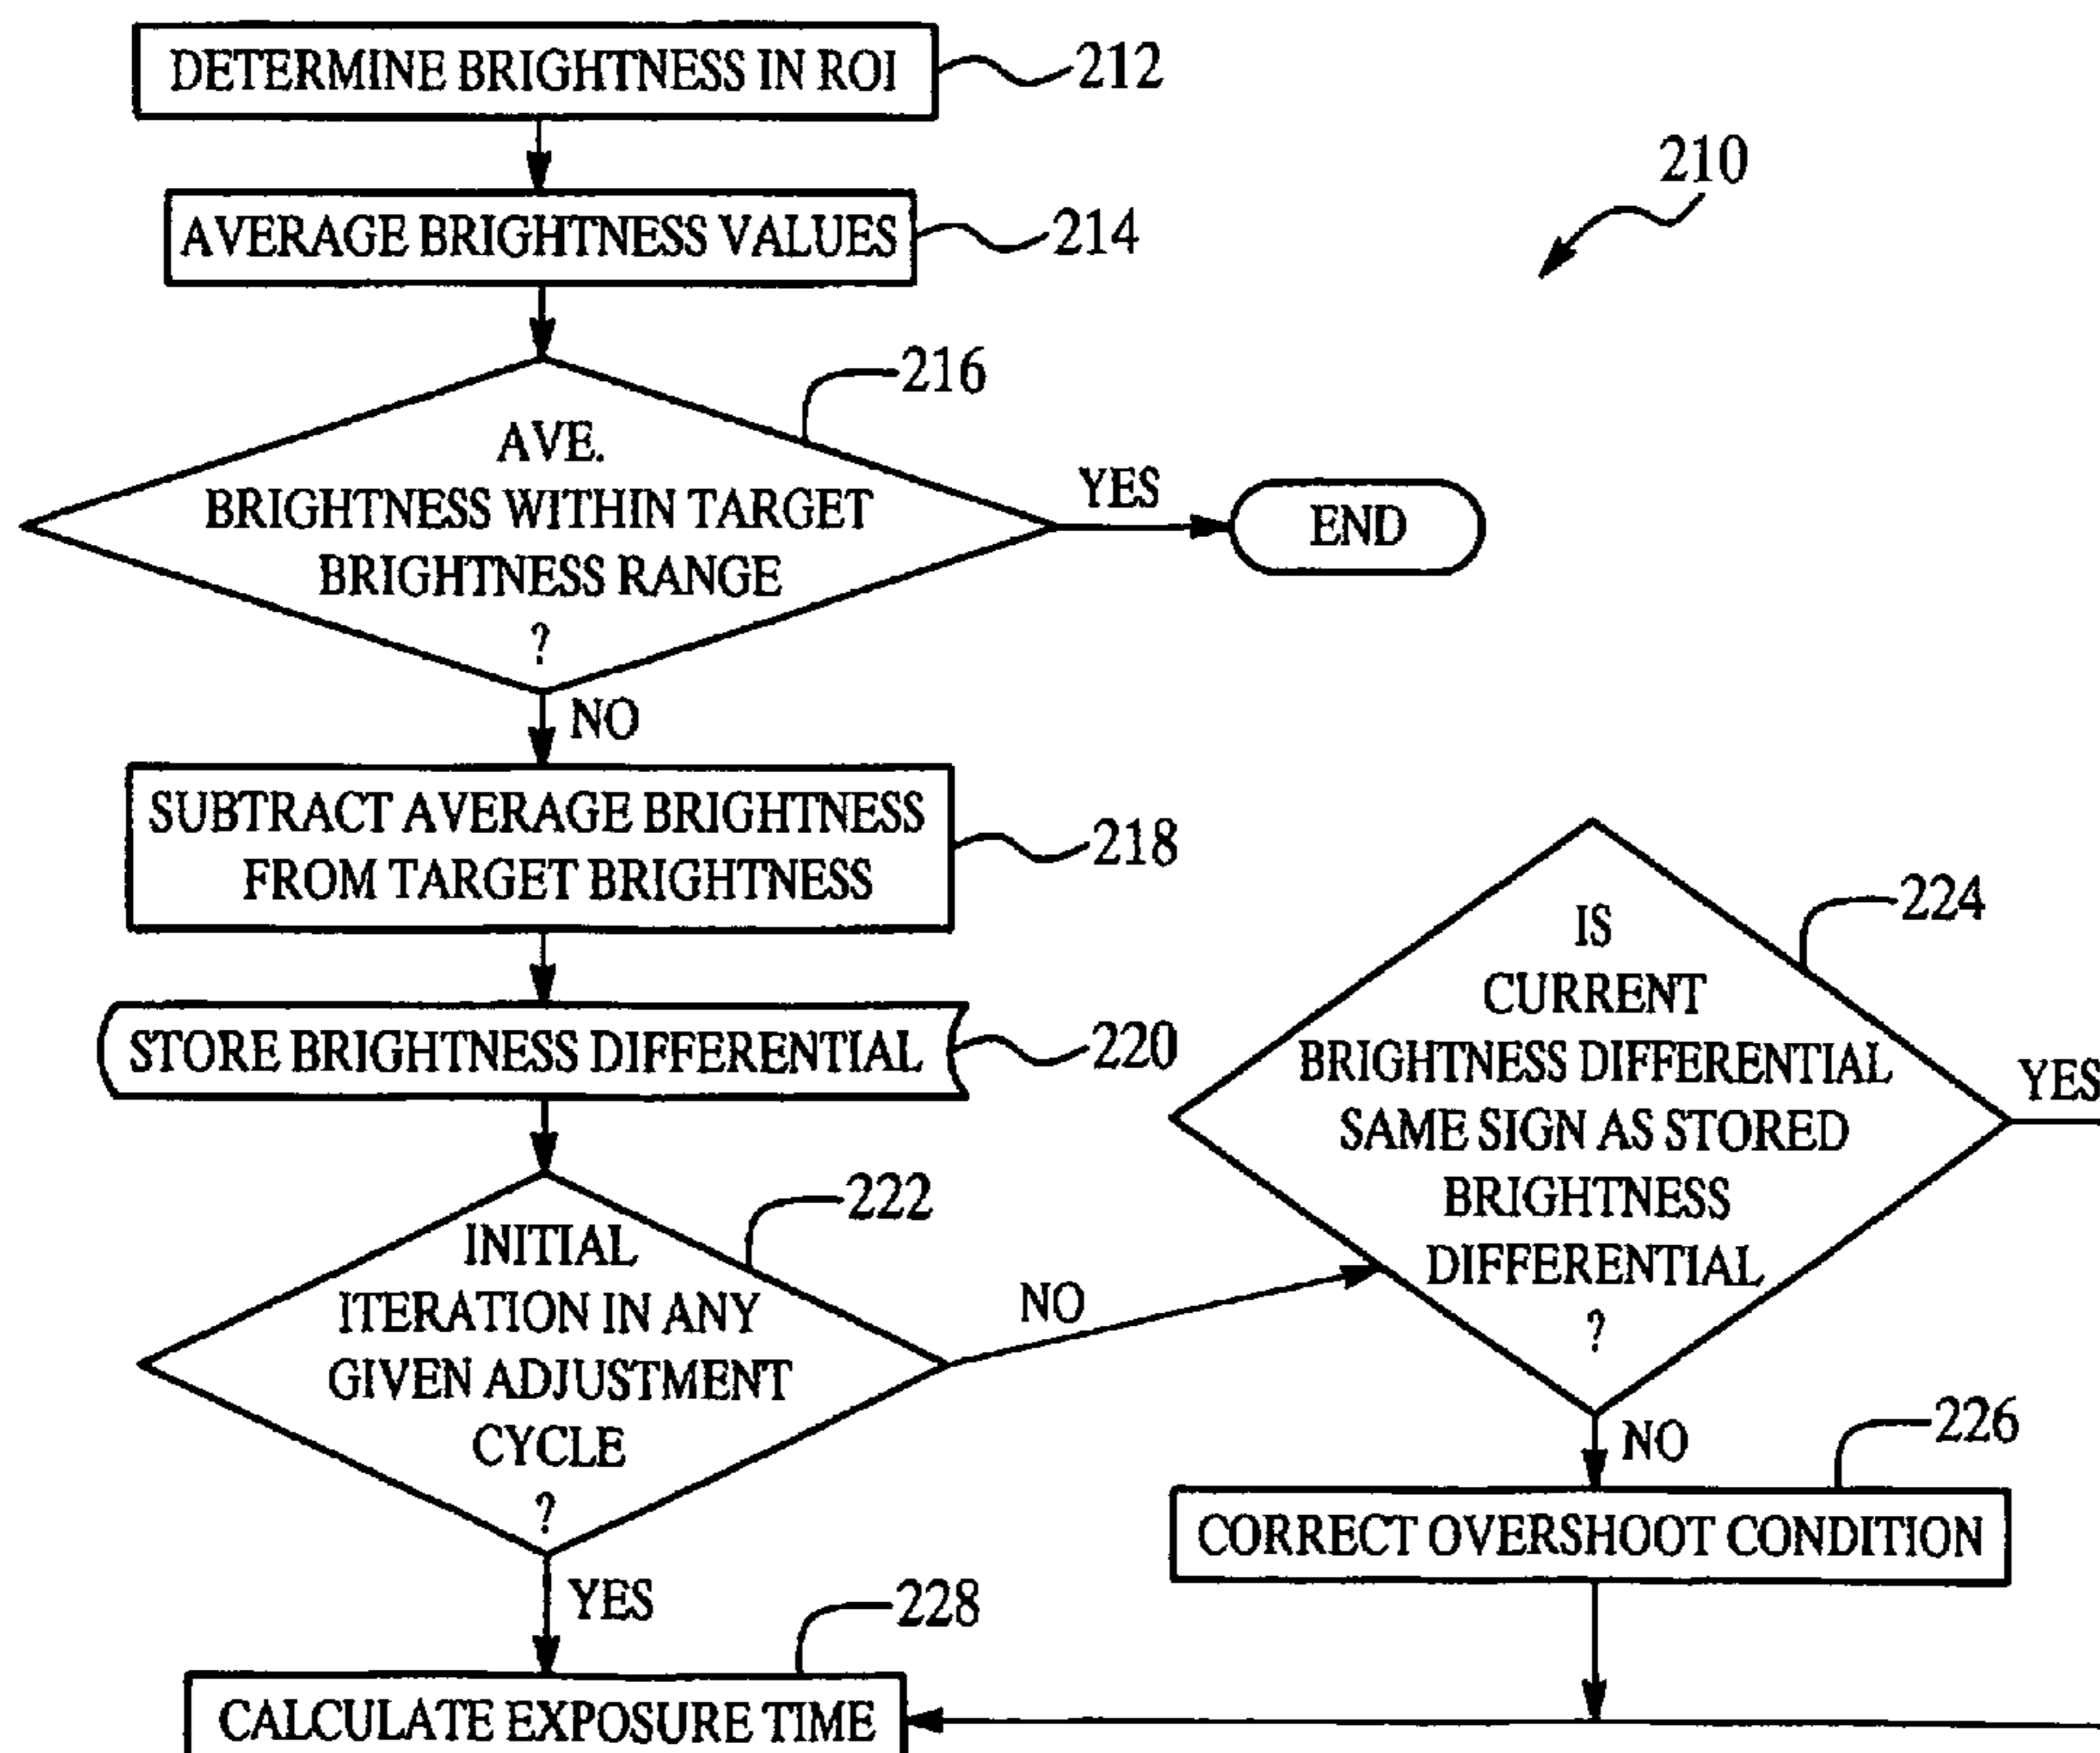 DETERMINE BRIGHTNESS IN ROI
212
210
AVERAGE BRIGHTNESS VALUES
214
216
AVE.
BRIGHTNESS WITHIN TARGET
BRIGHTNESS RANGE
?
YES
END
NO
SUBTRACT AVERAGE BRIGHTNESS
FROM TARGET BRIGHTNESS
218
STORE BRIGHTNESS DIFFERENTIAL
220
222
INITIAL
ITERATION IN ANY
GIVEN ADJUSTMENT
CYCLE
?
NO
YES
224
IS
CURRENT
BRIGHTNESS DIFFERENTIAL
SAME SIGN AS STORED
BRIGHTNESS
DIFFERENTIAL
?
YES
NO
226
CORRECT OVERSHOOT CONDITION
228
CALCULATE EXPOSURE TIME